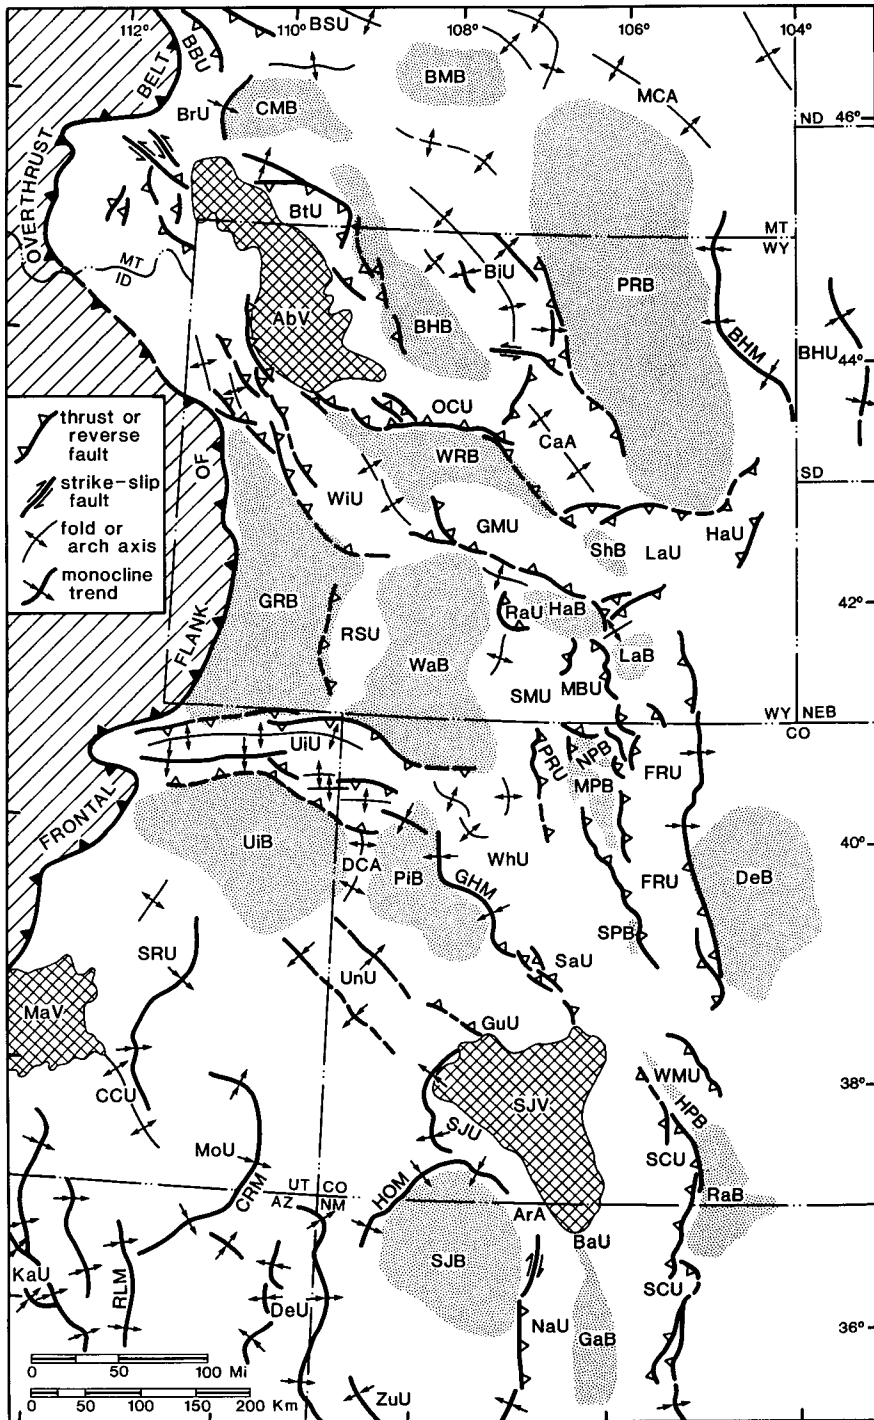 112°
110°
108°
106°
104°
BSU
BBU
BELT
BrU
CMB
BMB
MCA
ND
46°
OVERTHRUST
BtU
MT
WY
MT
ID
BiU
PRB
AbV
BHB
BHM
BHU
44°
thrust or
reverse
fault
strike-slip
fault
fold or
arch axis
monocline
trend
OF
OCU
CaA
WRB
WiU
SD
GMU
ShB
LaU
HaU
GRB
RSU
FLANK
RaU
HaB
42°
WaB
LaB
SMU
MBU
WY
NEB
CO
UiU
PRU
NPB
MPB
FRU
FRONTAL
UiB
DCA
PiB
GHM
WhU
40°
FRU
DeB
SPB
SRU
UnU
SaU
MaV
GuU
CCU
SJV
WMU
38°
HPB
SJU
MoU
CRM
UT
CO
AZ
NM
HOM
SCU
RaB
ArA
BaU
SJB
KaU
RLM
DeU
SCU
NaU
GaB
36°
0 50 100 Mi
0 50 100 150 200 Km
ZuU